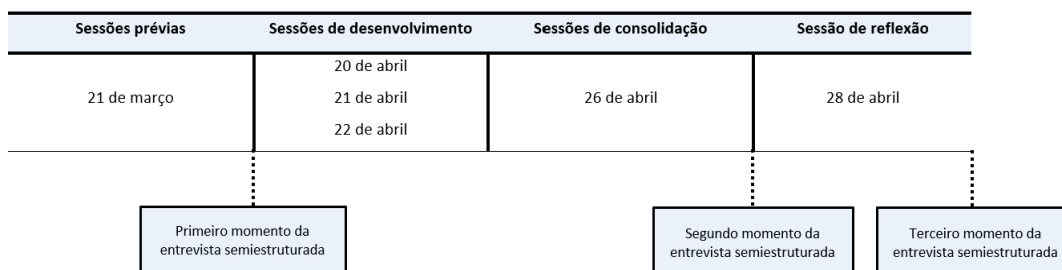 Sessões prévias
Sessões de desenvolvimento
Sessões de consolidação
Sessão de reflexão
21 de março
20 de abril
21 de abril
22 de abril
26 de abril
28 de abril
Primeiro momento da
entrevista semiestruturada
Segundo momento da
entrevista semiestruturada
Terceiro momento da
entrevista semiestruturada